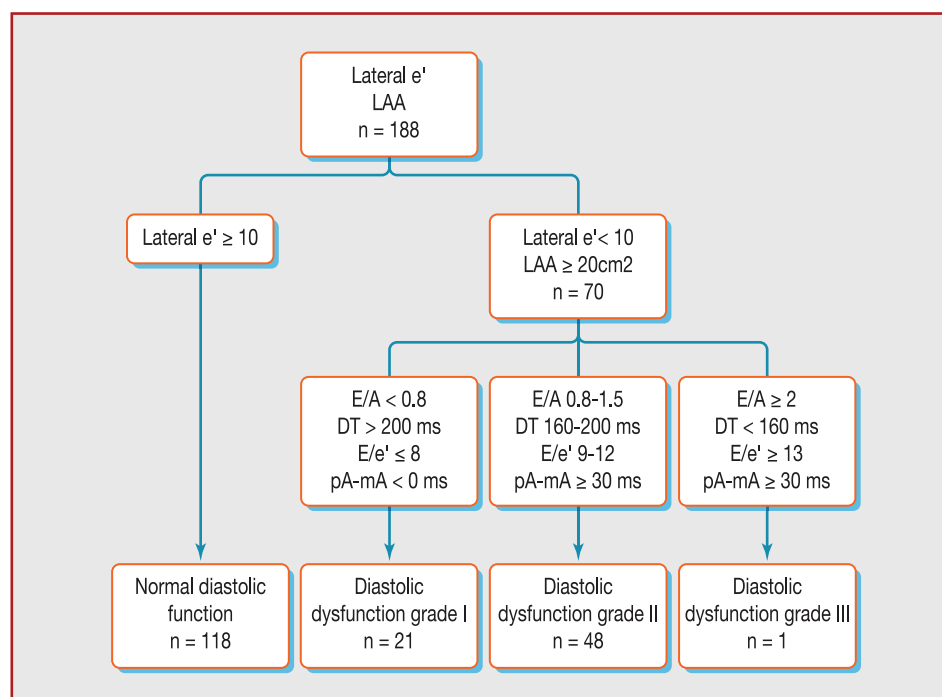 Lateral e'
LAA
n = 188
Lateral e' ≥ 10
Lateral e'< 10
LAA ≥ 20cm2
n = 70
E/A < 0.8
DT > 200 ms
E/e' ≤ 8
pA-mA < 0 ms
E/A 0.8-1.5
DT 160-200 ms
E/e' 9-12
pA-mA ≥ 30 ms
E/A ≥ 2
DT < 160 ms
E/e' ≥ 13
pA-mA ≥ 30 ms
Normal diastolic
function
n = 118
Diastolic
dysfunction grade I
n = 21
Diastolic
dysfunction grade II
n = 48
Diastolic
dysfunction grade III
n = 1